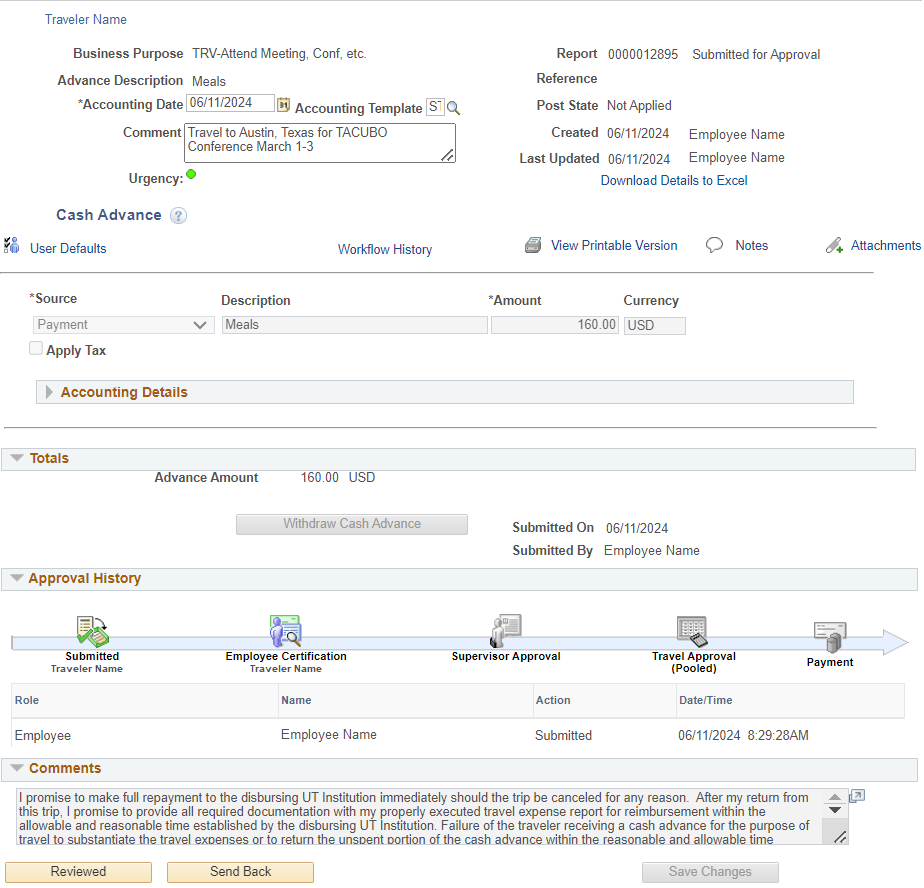 Traveler Name
Business Purpose TRV-Attend Meeting, Conf, etc.
Report 0000012895 Submitted for Approval
Advance Description Meals
Reference
*Accounting Date 06/11/2024 Accounting Template ST
Post State Not Applied
Comment Travel to Austin, Texas for TACUBO
Conference March 1-3
Created 06/11/2024 Employee Name
Last Updated 06/11/2024 Employee Name
Urgency:
Download Details to Excel
Cash Advance ?
User Defaults
Workflow History
View Printable Version
Notes
Attachments
*Source Description *Amount Currency
Payment Meals 160.00 USD
Apply Tax
Accounting Details
Totals
Advance Amount 160.00 USD
Withdraw Cash Advance
Submitted On 06/11/2024
Submitted By Employee Name
Approval History
Submitted
Traveler Name
Employee Certification
Traveler Name
Supervisor Approval
Travel Approval
(Pooled)
Payment
Role Name Action Date/Time
Employee Employee Name Submitted 06/11/2024 8:29:28AM
Comments
I promise to make full repayment to the disbursing UT Institution immediately should the trip be canceled for any reason. After my return from
this trip, I promise to provide all required documentation with my properly executed travel expense report for reimbursement within the
allowable and reasonable time established by the disbursing UT Institution. Failure of the traveler receiving a cash advance for the purpose of
travel to substantiate the travel expenses or to return the unspent portion of the cash advance within the reasonable and allowable time
Reviewed
Send Back
Save Changes